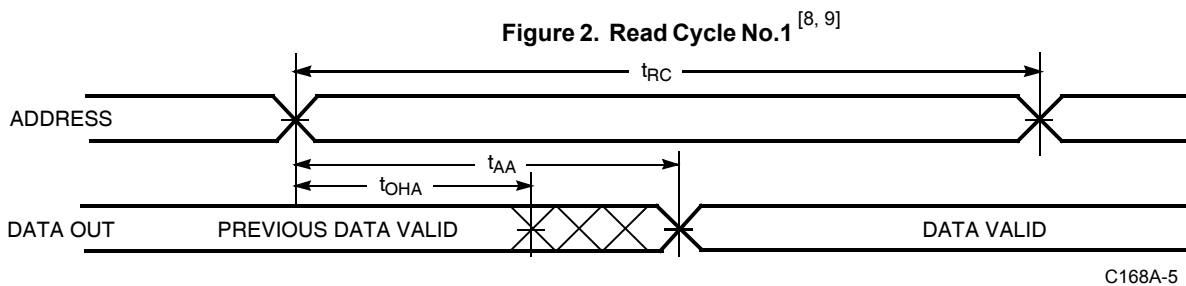 Figure 2. Read Cycle No.1 [8, 9]
tRC
ADDRESS
tAA
tOHA
DATA OUT PREVIOUS DATA VALID DATA VALID
C168A-5